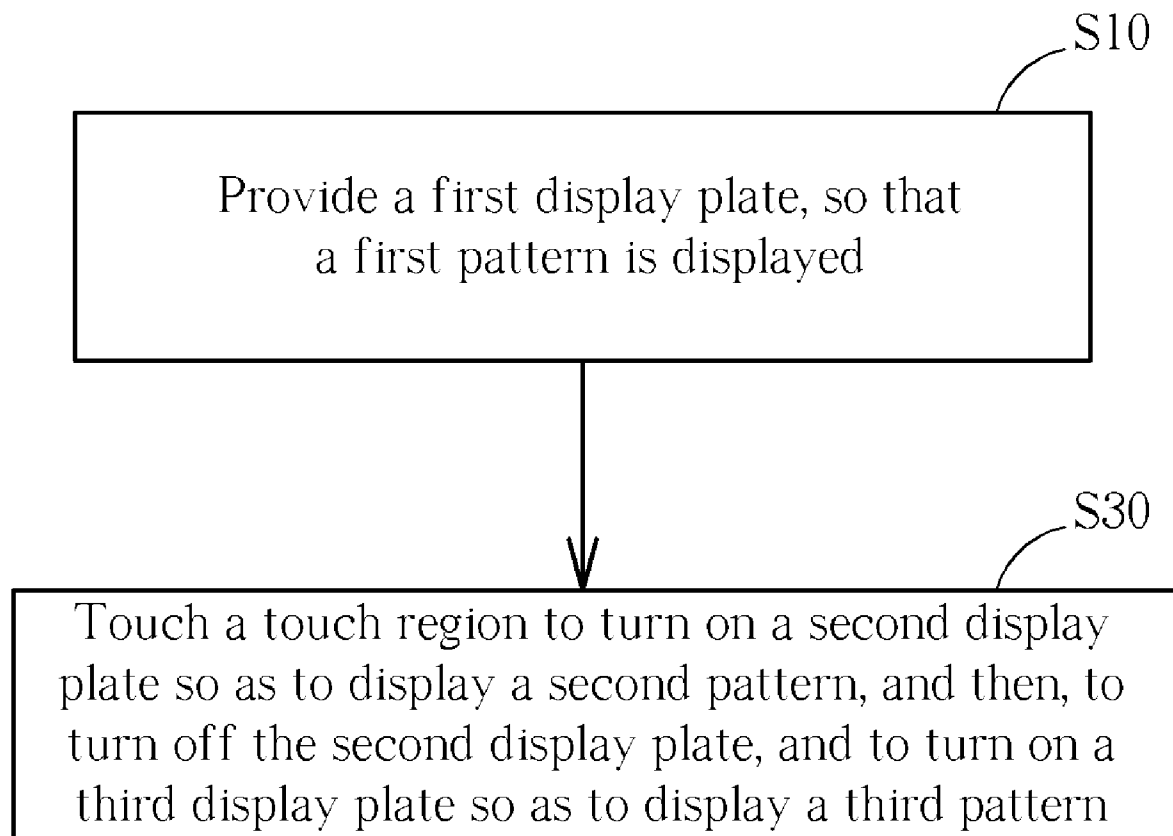 S10
Provide a first display plate, so that
a first pattern is displayed
S30
Touch a touch region to turn on a second display
plate so as to display a second pattern, and then, to
turn off the second display plate, and to turn on a
third display plate so as to display a third pattern